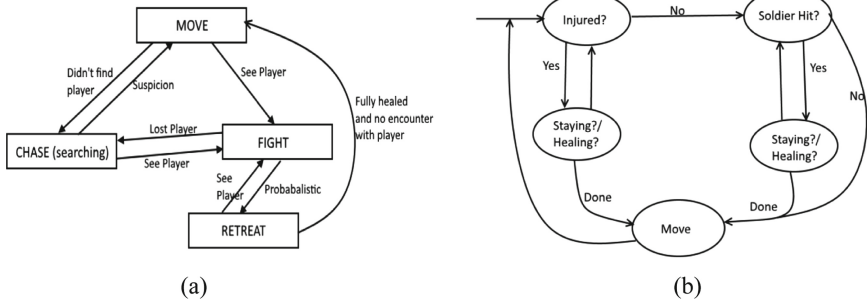 MOVE
Didn't find
player
Suspicion
See Player
Fully healed
and no encounter
with player
Lost Player
FIGHT
CHASE (searching)
See Player
See
Player
Probabalistic
RETREAT
(a)
Injured?
No
Soldier Hit?
Yes
Yes
No
Staying?/
Healing?
Staying?/
Healing?
Done
Done
Move
(b)